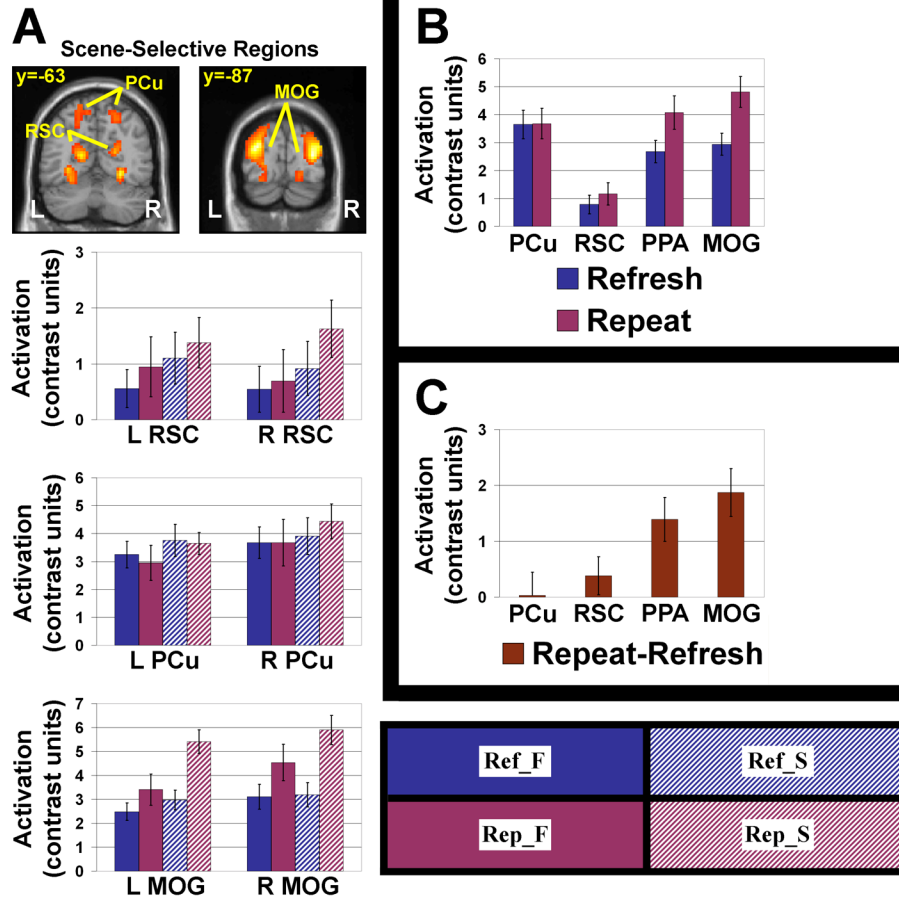 A
Scene-Selective Regions
y=-63
PCu
RSC
L
R
y=-87
MOG
L
R
Activation
(contrast units)
3
2
1
0
L RSC
R RSC
Activation
(contrast units)
6
5
4
3
2
1
0
L PCu
R PCu
Activation
(contrast units)
7
6
5
4
3
2
1
0
L MOG
R MOG
B
Activation
(contrast units)
6
5
4
3
2
1
0
PCu
RSC
PPA
MOG
Refresh
Repeat
C
Activation
(contrast units)
3
2
1
0
PCu
RSC
PPA
MOG
Repeat-Refresh
Ref_F
Ref_S
Rep_F
Rep_S